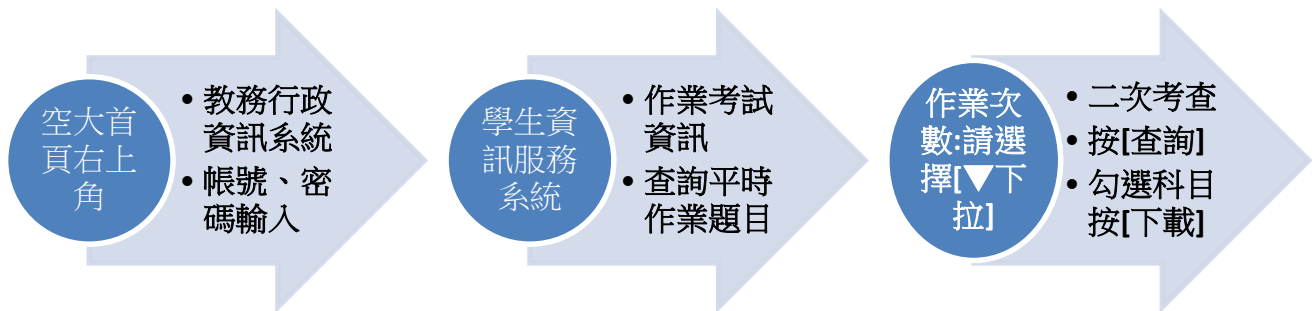 空大首
頁右上
角
• 教務行政
資訊系統
• 帳號、密
碼輸入
學生資
訊服務
系統
• 作業考試
資訊
• 查詢平時
作業題目
作業次
數:請選
擇[▼下
拉]
• 二次考查
• 按[查詢]
• 勾選科目
按[下載]